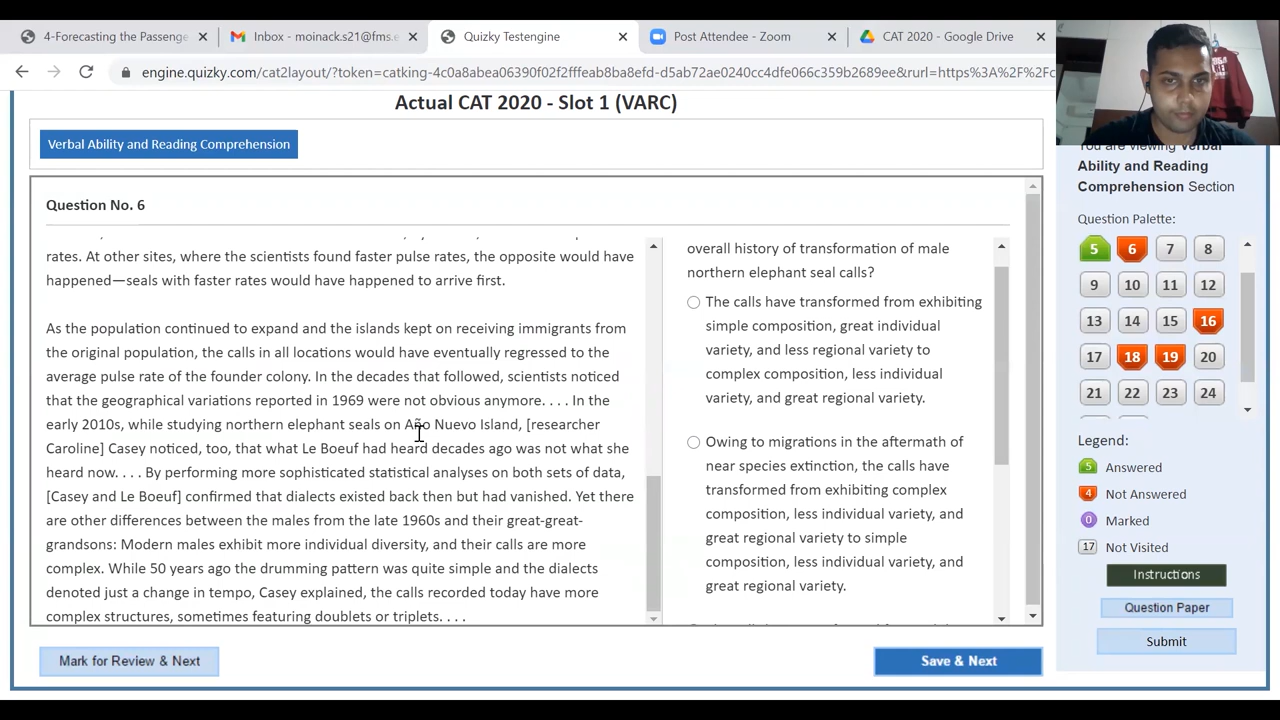 4-Forecasting the Passenge
Inbox - moinack.s21@fms.e
Quizky Testengine
Post Attendee - Zoom
CAT 2020 - Google Drive
engine.quizky.com/cat2layout/?token=catking-4c0a8abea06330f02f2fffeab8ba8efd-d5ab72ae0240cc4dfe066c359b2689ee&rurl=https%3A%2F%2Fc
Actual CAT 2020 - Slot 1 (VARC)
Verbal Ability and Reading Comprehension
Question No. 6
rates. At other sites, where the scientists found faster pulse rates, the opposite would have
happened—seals with faster rates would have happened to arrive first.
As the population continued to expand and the islands kept on receiving immigrants from
the original population, the calls in all locations would have eventually regressed to the
average pulse rate of the founder colony. In the decades that followed, scientists noticed
that the geographical variations reported in 1969 were not obvious anymore. . . . In the
early 2010s, while studying northern elephant seals on Año Nuevo Island, [researcher
Caroline] Casey noticed, too, that what Le Boeuf had heard decades ago was not what she
heard now. . . . By performing more sophisticated statistical analyses on both sets of data,
[Casey and Le Boeuf] confirmed that dialects existed back then but had vanished. Yet there
are other differences between the males from the late 1960s and their great-great-
grandsons: Modern males exhibit more individual diversity, and their calls are more
complex. While 50 years ago the drumming pattern was quite simple and the dialects
denoted just a change in tempo, Casey explained, the calls recorded today have more
complex structures, sometimes featuring doublets or triplets. . . .
overall history of transformation of male
northern elephant seal calls?
The calls have transformed from exhibiting
simple composition, great individual
variety, and less regional variety to
complex composition, less individual
variety, and great regional variety.
Owing to migrations in the aftermath of
near species extinction, the calls have
transformed from exhibiting complex
composition, less individual variety, and
great regional variety to simple
composition, less individual variety, and
great regional variety.
Mark for Review & Next
Save & Next
You are viewing Verbal
Ability and Reading
Comprehension Section
Question Palette:
5 6 7 8
9 10 11 12
13 14 15 16
17 18 19 20
21 22 23 24
Legend:
5 Answered
4 Not Answered
0 Marked
17 Not Visited
Instructions
Question Paper
Submit